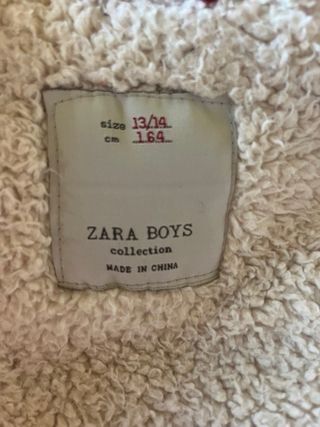 size 13/14
cm 164
ZARA BOYS
collection
MADE IN CHINA